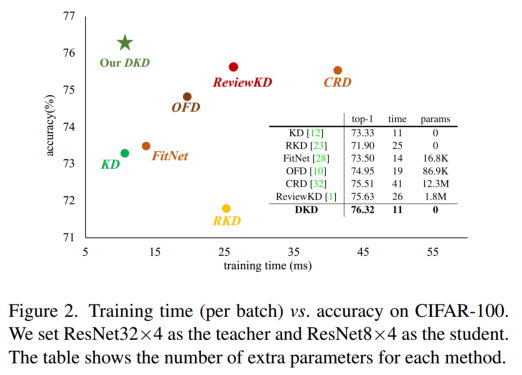 77
76
75
74
73
72
71
accuracy(%)
Our DKD
ReviewKD
CRD
OFD
FitNet
KD
RKD
top-1 time params
KD [12] 73.33 11 0
RKD [23] 71.90 25 0
FitNet [28] 73.50 14 16.8K
OFD [10] 74.95 19 86.9K
CRD [32] 75.51 41 12.3M
ReviewKD [1] 75.63 26 1.8M
DKD 76.32 11 0
5 15 25 35 45 55
training time (ms)
Figure 2. Training time (per batch) vs. accuracy on CIFAR-100.
We set ResNet32×4 as the teacher and ResNet8×4 as the student.
The table shows the number of extra parameters for each method.